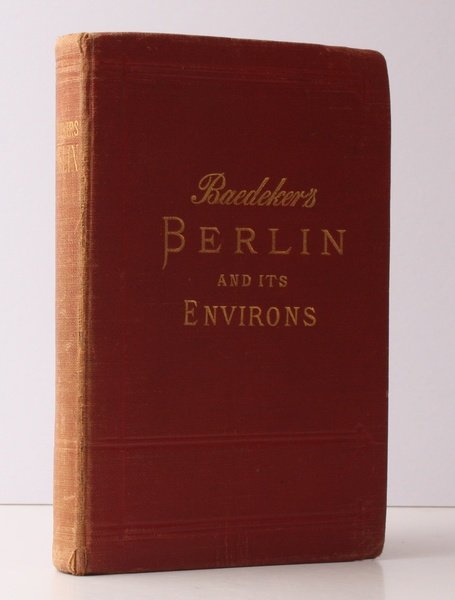 Baedeker's
BERLIN
AND ITS
ENVIRONS